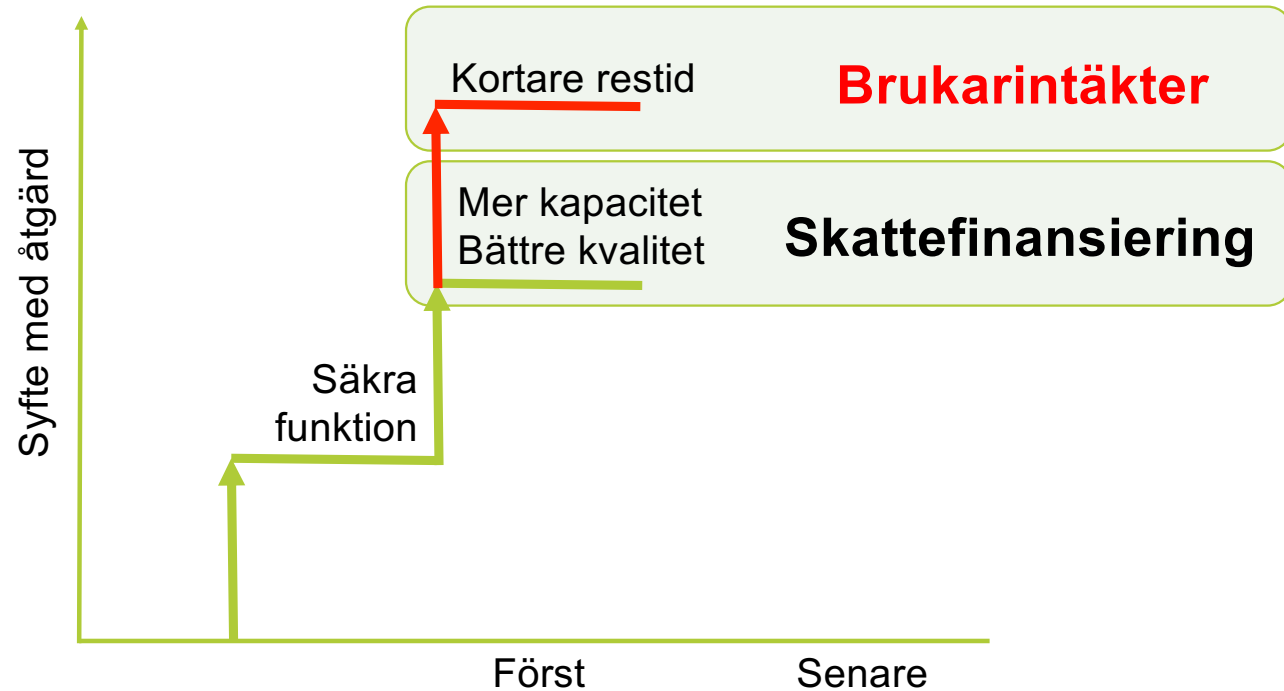 Syfte med åtgärd
Kortare restid
Brukarintäkter
Mer kapacitet
Bättre kvalitet
Skattefinansiering
Säkra
funktion
Först
Senare